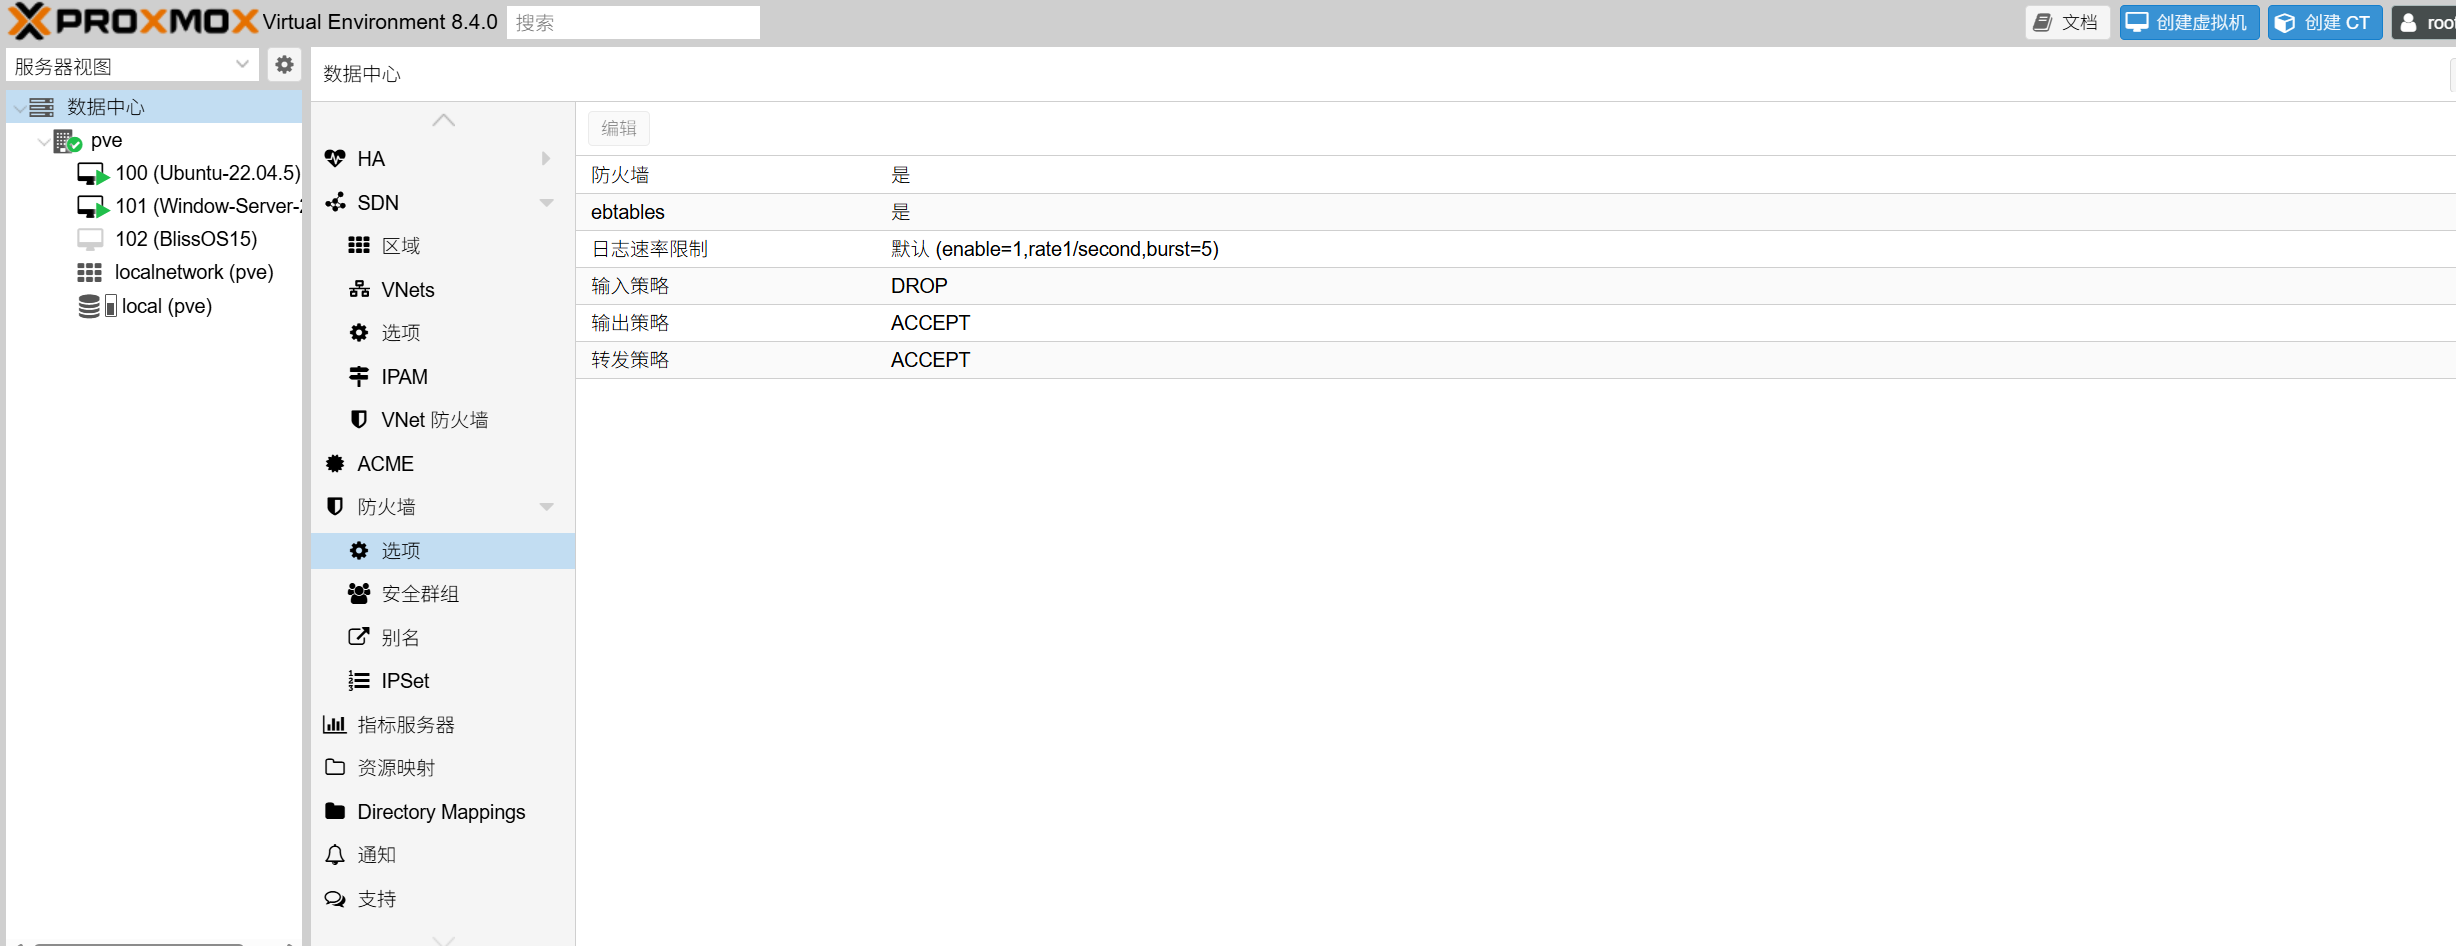 PROXMOX Virtual Environment 8.4.0 搜索 文档 创建虚拟机 创建 CT
服务器视图
数据中心
pve
100 (Ubuntu-22.04.5)
101 (Window-Server-
102 (BlissOS15)
localnetwork (pve)
local (pve)
数据中心
HA
SDN
区域
VNets
选项
IPAM
VNet 防火墙
ACME
防火墙
选项
安全群组
别名
IPSet
指标服务器
资源映射
Directory Mappings
通知
支持
编辑
防火墙 是
ebtables 是
日志速率限制 默认 (enable=1,rate1/second,burst=5)
输入策略 DROP
输出策略 ACCEPT
转发策略 ACCEPT